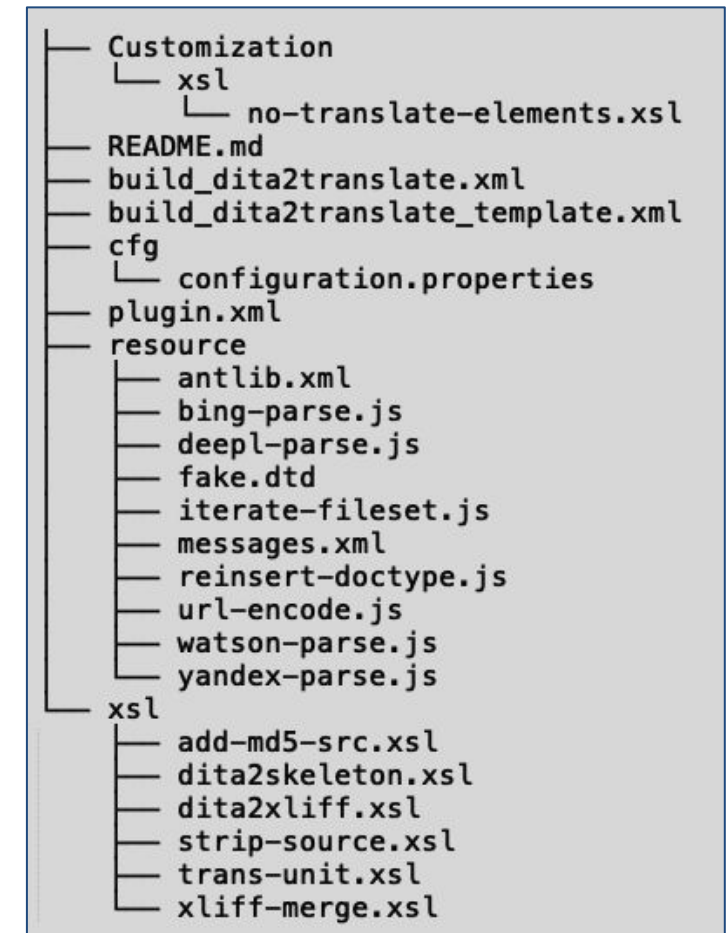 ├── Customization
│   └── xsl
│       └── no-translate-elements.xsl
├── README.md
├── build_dita2translate.xml
├── build_dita2translate_template.xml
├── cfg
│   └── configuration.properties
├── plugin.xml
├── resource
│   ├── antlib.xml
│   ├── bing-parse.js
│   ├── deepl-parse.js
│   ├── fake.dtd
│   ├── iterate-fileset.js
│   ├── messages.xml
│   ├── reinsert-doctype.js
│   ├── url-encode.js
│   ├── watson-parse.js
│   └── yandex-parse.js
└── xsl
    ├── add-md5-src.xsl
    ├── dita2skeleton.xsl
    ├── dita2xliff.xsl
    ├── strip-source.xsl
    ├── trans-unit.xsl
    └── xliff-merge.xsl